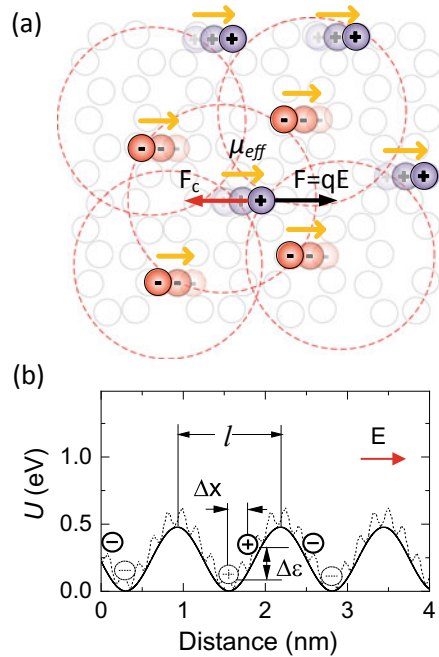 (a)
+ + + + + +
- - - - - -
μeff
+ + +
Fc + + + F=qE
- - - - - -
(b)
1.0
0.5
0.0
U (eV)
l
E
Δx
- + -
Δε
--- + ---
0 1 2 3 4
Distance (nm)